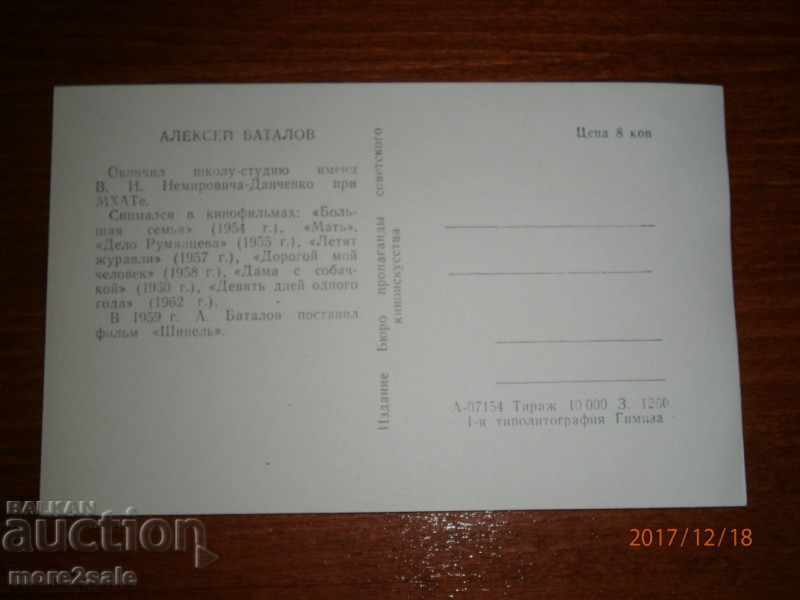 АЛЕКСЕЙ БАТАЛОВ
Окончил школу-студию имени
В. И. Немировича-Данченко при
МХАТе.
Снимался в кинофильмах: «Боль-
шая семья» (1954 г.), «Мать»,
«Дело Румянцева» (1955 г.), «Летят
журавли» (1957 г.), «Дорогой мой
человек» (1958 г.), «Дама с собач-
кой» (1960 г.), «Девять дней одного
года» (1962 г.).
В 1959 г. А. Баталов поставил
фильм «Шинель».
Издание Бюро пропаганды советского
киноискусства
Цена 8 коп
А-07154 Тираж 10 000 З. 1260
1-я типолитография Гимиза
BALKAN
auction
more2sale
2017/12/18